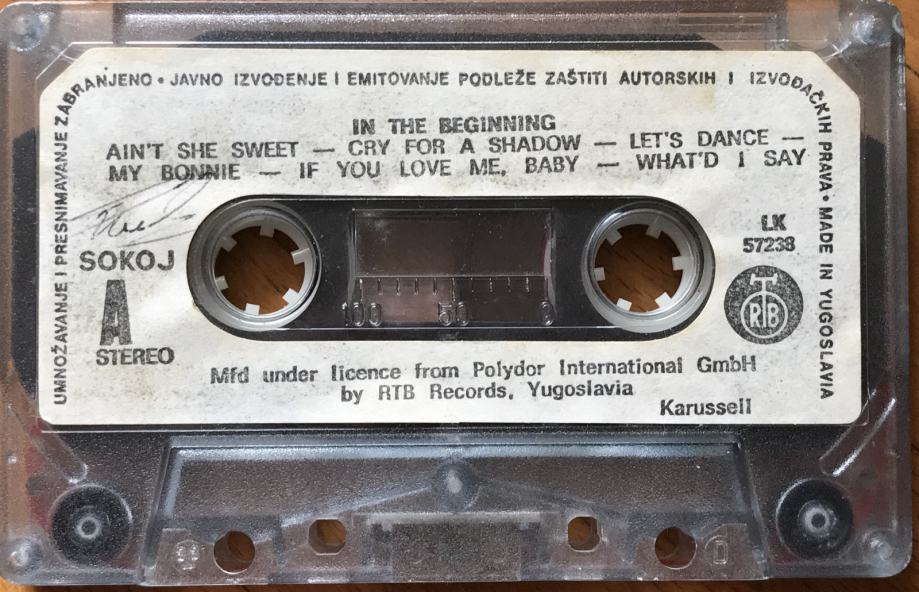 UMNOŽAVANJE I PRESNIMAVANJE ZABRANJENO • JAVNO IZVOĐENJE I EMITOVANJE PODLEŽE ZAŠTITI AUTORSKIH I IZVOĐAČKIH PRAVA • MADE IN YUGOSLAVIA
IN THE BEGINNING
AIN'T SHE SWEET — CRY FOR A SHADOW — LET'S DANCE —
MY BONNIE — IF YOU LOVE ME, BABY — WHAT'D I SAY
SOKOJ
A
STEREO
100 50 0
LK
57238
RTB
Mfd under licence from Polydor International GmbH
by RTB Records, Yugoslavia
Karussell